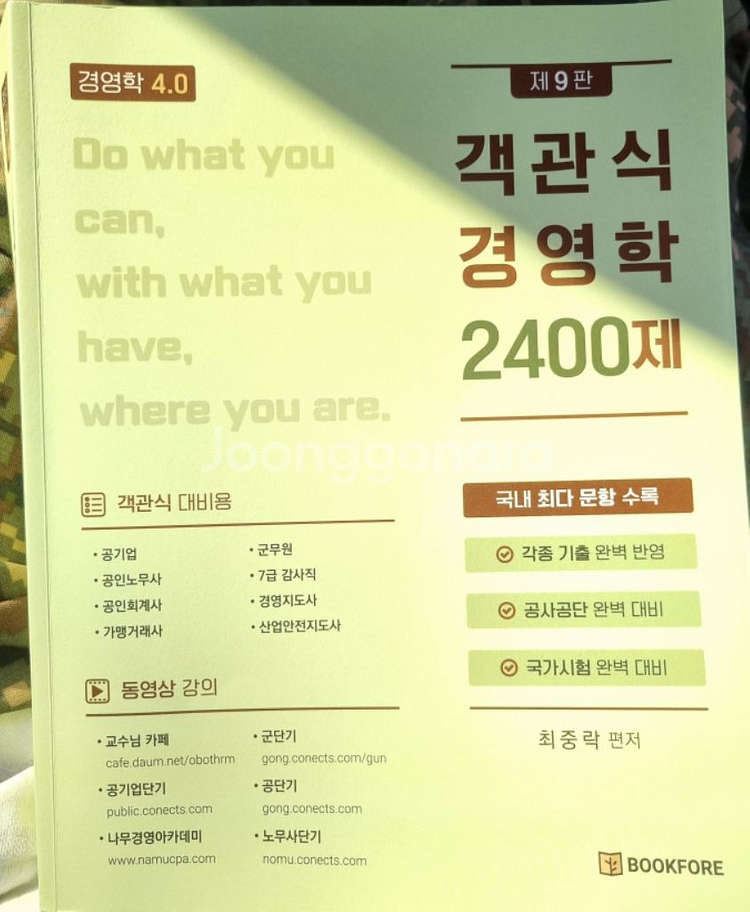 경영학 4.0
Do what you
can,
with what you
have,
where you are.
제9판
객관식
경영학
2400제
Joonggonara
객관식 대비용
• 공기업
• 공인노무사
• 공인회계사
• 가맹거래사
• 군무원
• 7급 감사직
• 경영지도사
• 산업안전지도사
동영상 강의
• 교수님 카페
cafe.daum.net/obothrm
• 공기업단기
public.conects.com
• 나무경영아카데미
www.namucpa.com
• 군단기
gong.conects.com/gun
• 공단기
gong.conects.com
• 노무사단기
nomu.conects.com
국내 최다 문항 수록
각종 기출 완벽 반영
공사공단 완벽 대비
국가시험 완벽 대비
최중락 편저
BOOKFORE